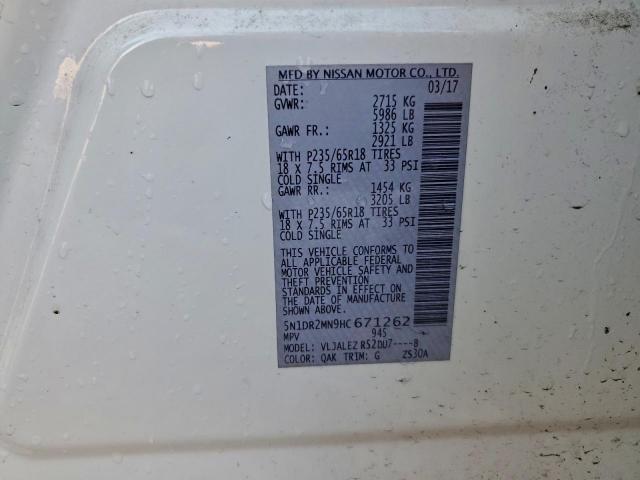 MFD BY NISSAN MOTOR CO., LTD.
DATE: 03/17
GVWR: 2715 KG
5986 LB
GAWR FR.: 1325 KG
2921 LB
WITH P235/65R18 TIRES
18 X 7.5 RIMS AT 33 PSI
COLD SINGLE
GAWR RR.: 1454 KG
3205 LB
WITH P235/65R18 TIRES
18 X 7.5 RIMS AT 33 PSI
COLD SINGLE
THIS VEHICLE CONFORMS TO
ALL APPLICABLE FEDERAL
MOTOR VEHICLE SAFETY AND
THEFT PREVENTION
STANDARDS IN EFFECT ON
THE DATE OF MANUFACTURE
SHOWN ABOVE.
5N1DR2MN9HC671262
MPV 945
MODEL: VLJALEZ R52DU7----B
COLOR: QAK TRIM: G ZS30A